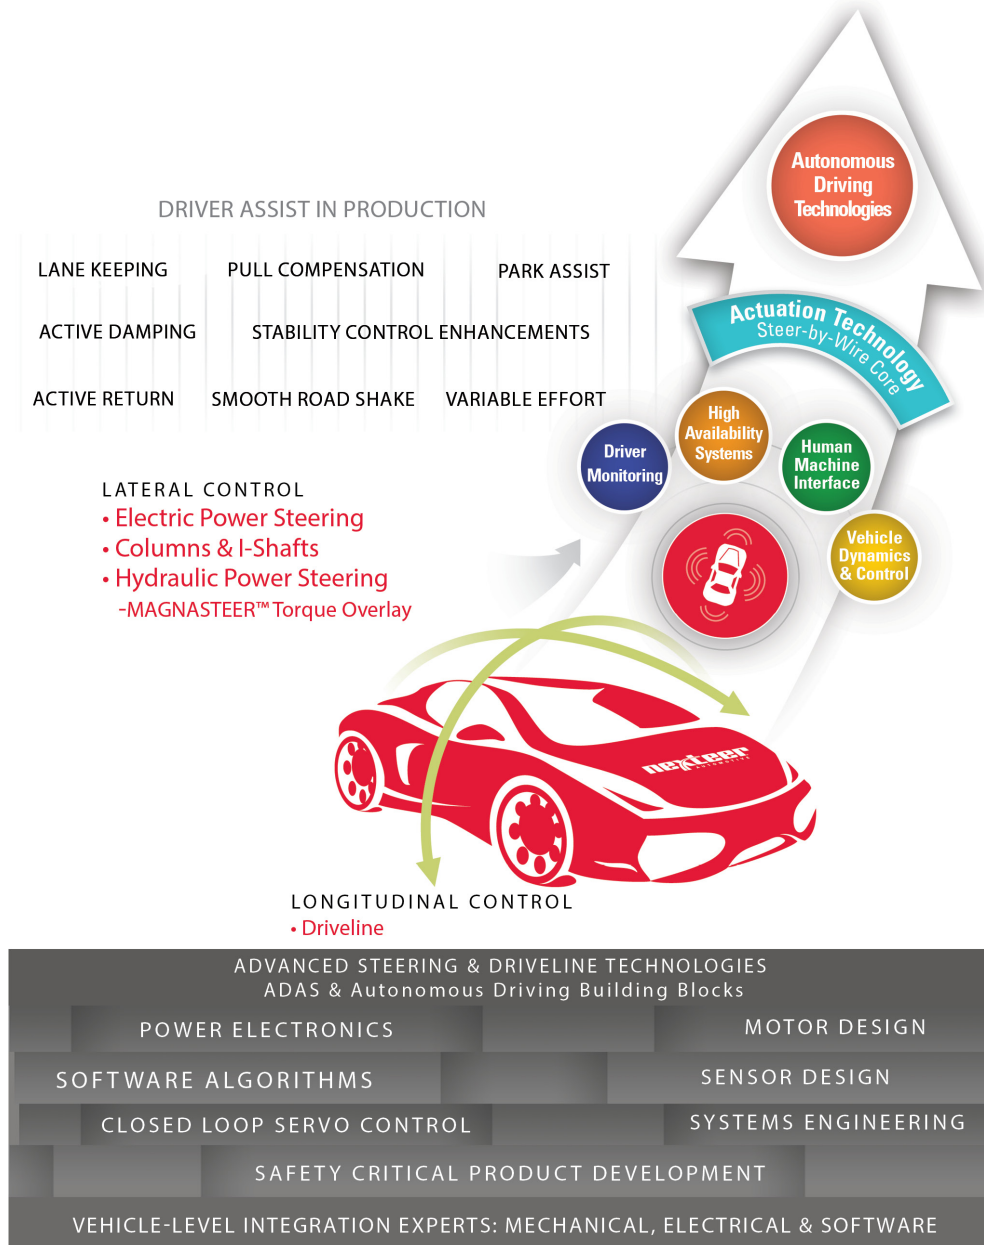 Autonomous
Driving
Technologies
DRIVER ASSIST IN PRODUCTION
LANE KEEPING
PULL COMPENSATION
PARK ASSIST
ACTIVE DAMPING
STABILITY CONTROL ENHANCEMENTS
ACTIVE RETURN
SMOOTH ROAD SHAKE
VARIABLE EFFORT
Actuation Technology
Steer-by-Wire Core
Driver
Monitoring
High
Availability
Systems
Human
Machine
Interface
Vehicle
Dynamics
& Control
LATERAL CONTROL
• Electric Power Steering
• Columns & I-Shafts
• Hydraulic Power Steering
-MAGNASTEER™ Torque Overlay
nexteer
AUTOMOTIVE
LONGITUDINAL CONTROL
• Driveline
ADVANCED STEERING & DRIVELINE TECHNOLOGIES
ADAS & Autonomous Driving Building Blocks
POWER ELECTRONICS
MOTOR DESIGN
SOFTWARE ALGORITHMS
SENSOR DESIGN
CLOSED LOOP SERVO CONTROL
SYSTEMS ENGINEERING
SAFETY CRITICAL PRODUCT DEVELOPMENT
VEHICLE-LEVEL INTEGRATION EXPERTS: MECHANICAL, ELECTRICAL & SOFTWARE